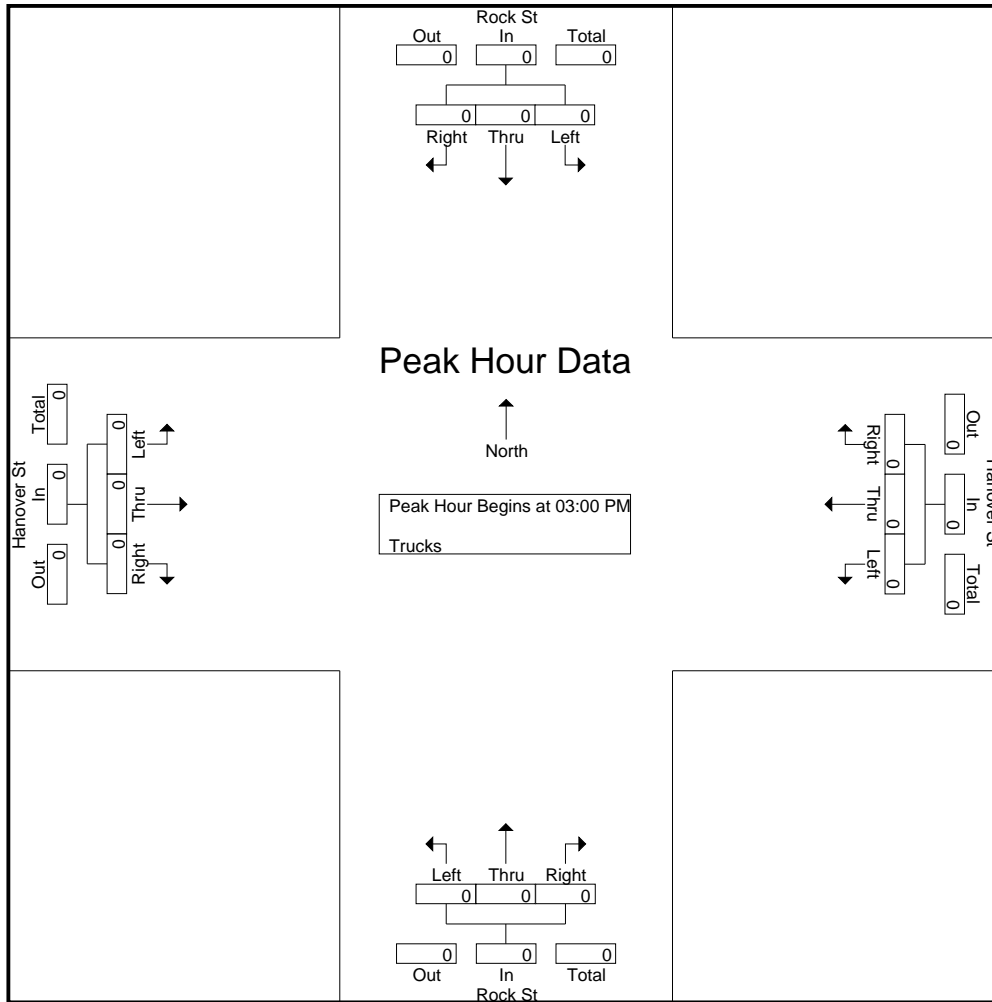 Rock St
Out In Total
0 0 0
0 0 0
Right Thru Left
Peak Hour Data
North
Peak Hour Begins at 03:00 PM
Trucks
Hanover St
Total In Out
0 0 0
0 0 0
Left Thru Right
Hanover St
Out In Total
0 0 0
0 0 0
Right Thru Left
Left Thru Right
0 0 0
0 0 0
Out In Total
Rock St